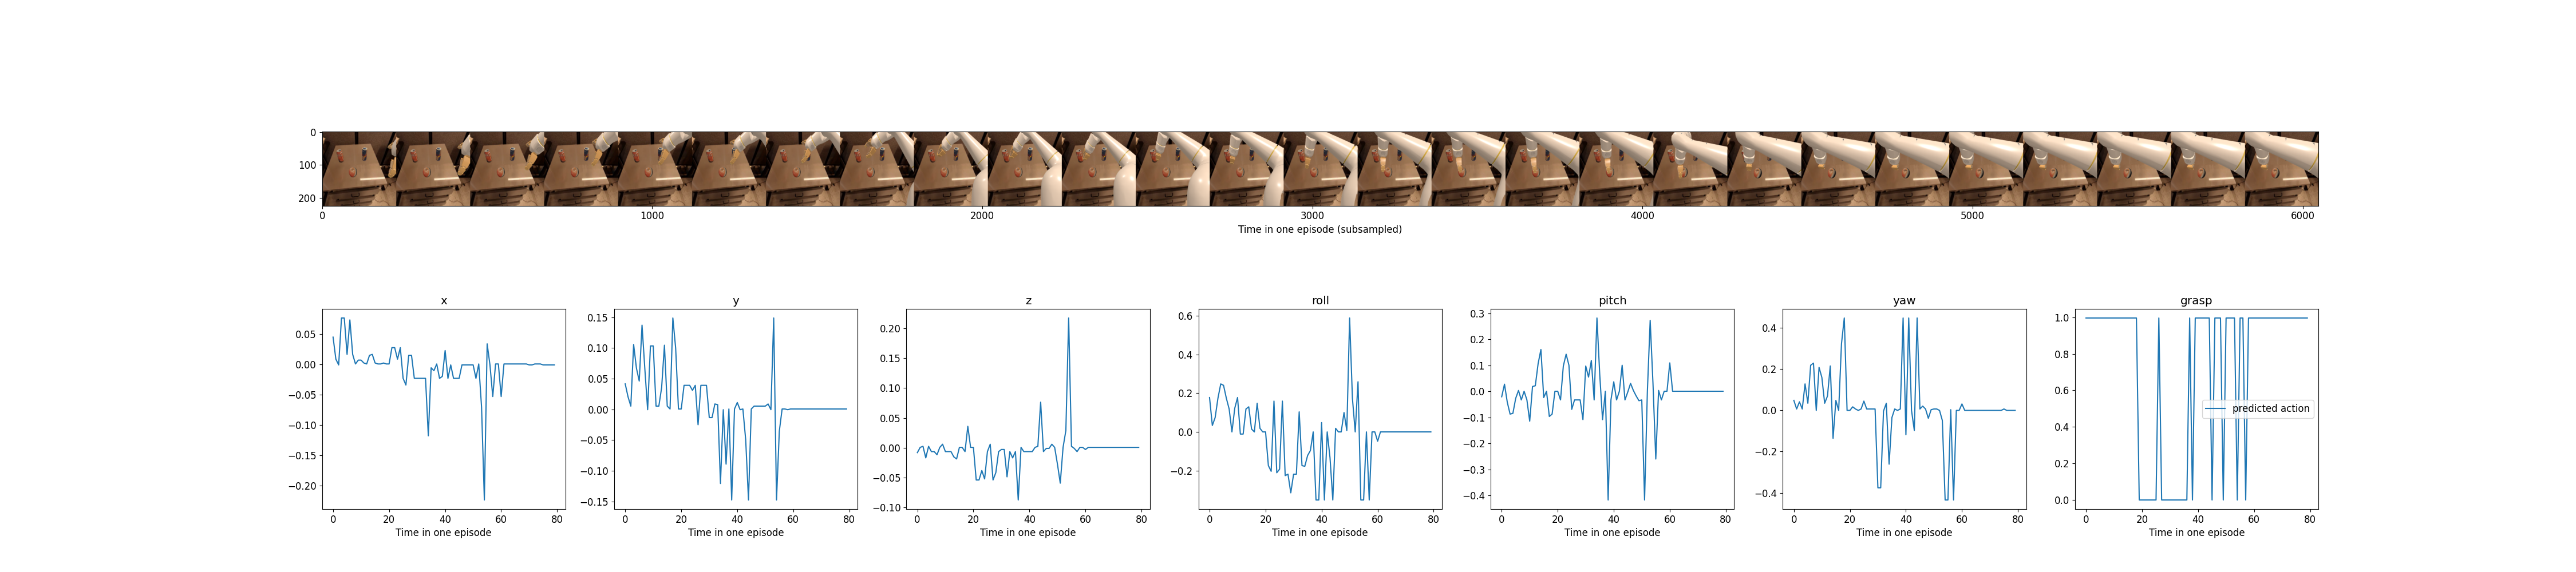 0
100
200
0 1000 2000 3000 4000 5000 6000
Time in one episode (subsampled)
x
0.05
0.00
−0.05
−0.10
−0.15
−0.20
0 20 40 60 80
Time in one episode
y
0.15
0.10
0.05
0.00
−0.05
−0.10
−0.15
0 20 40 60 80
Time in one episode
z
0.20
0.15
0.10
0.05
0.00
−0.05
−0.10
0 20 40 60 80
Time in one episode
roll
0.6
0.4
0.2
0.0
−0.2
0 20 40 60 80
Time in one episode
pitch
0.3
0.2
0.1
0.0
−0.1
−0.2
−0.3
−0.4
0 20 40 60 80
Time in one episode
yaw
0.4
0.2
0.0
−0.2
−0.4
0 20 40 60 80
Time in one episode
grasp
1.0
0.8
0.6
0.4
0.2
0.0
predicted action
0 20 40 60 80
Time in one episode